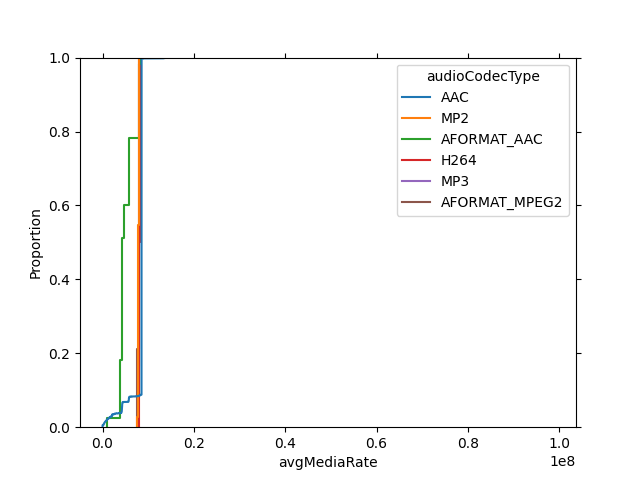 1.0
0.8
0.6
0.4
0.2
0.0
Proportion
audioCodecType
AAC
MP2
AFORMAT_AAC
H264
MP3
AFORMAT_MPEG2
0.0 0.2 0.4 0.6 0.8 1.0
1e8
avgMediaRate